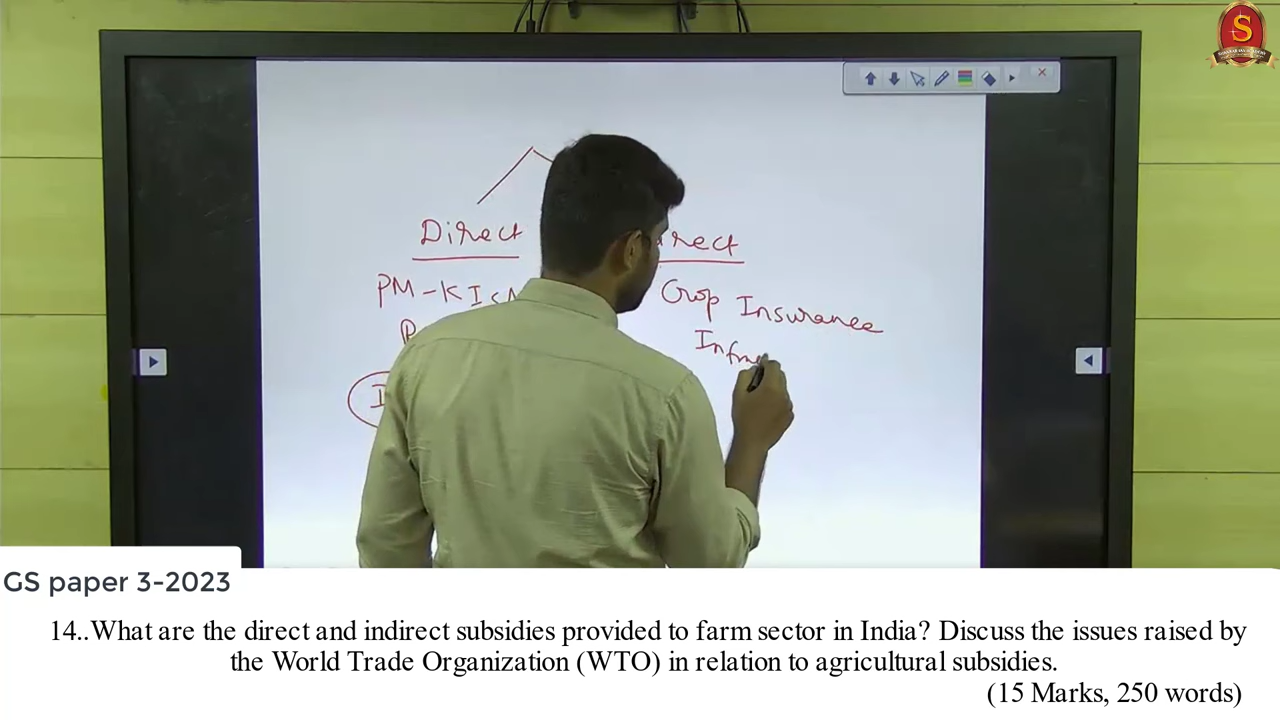 S
Direct
rect
PM-KIS
Crop Insurance
Infra
GS paper 3-2023
14..What are the direct and indirect subsidies provided to farm sector in India? Discuss the issues raised by
the World Trade Organization (WTO) in relation to agricultural subsidies.
(15 Marks, 250 words)